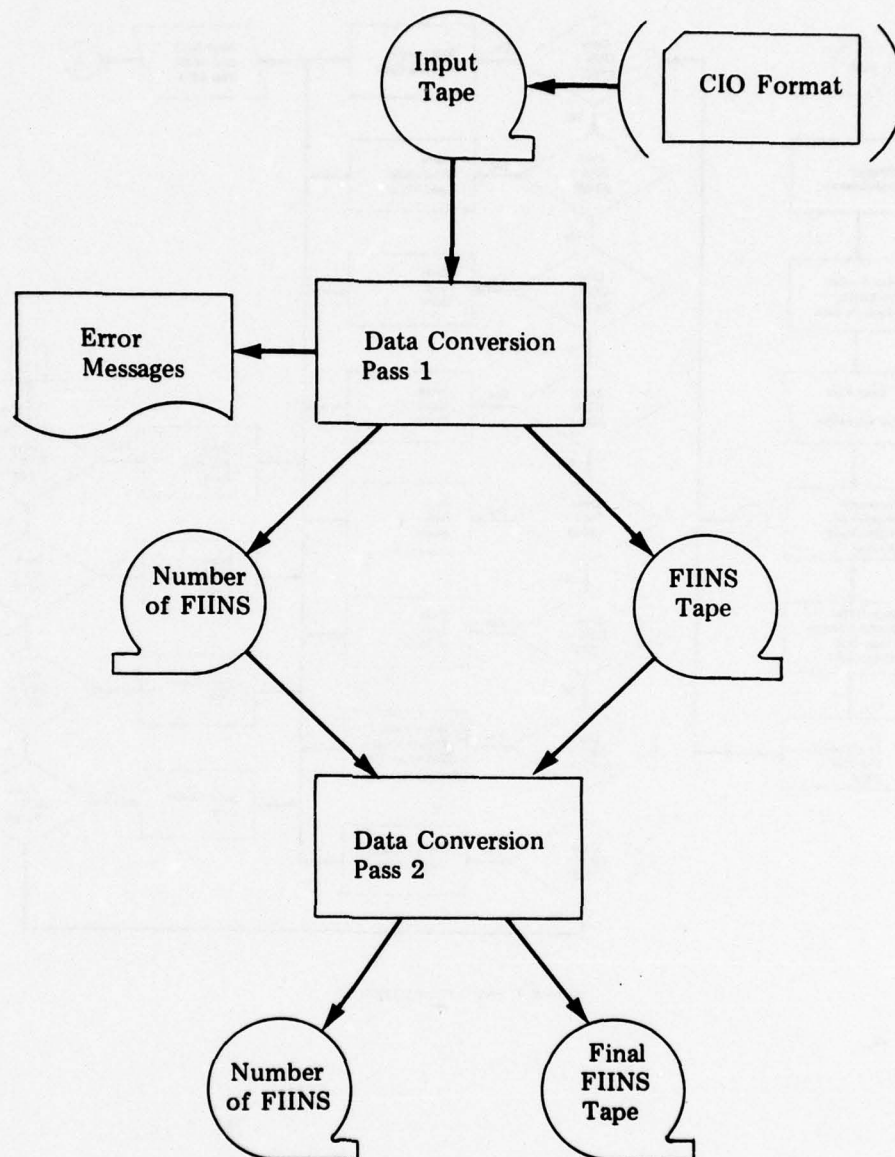 Input
Tape
CIO Format
Error
Messages
Data Conversion
Pass 1
Number
of FIINS
FIINS
Tape
Data Conversion
Pass 2
Number
of FIINS
Final
FIINS
Tape